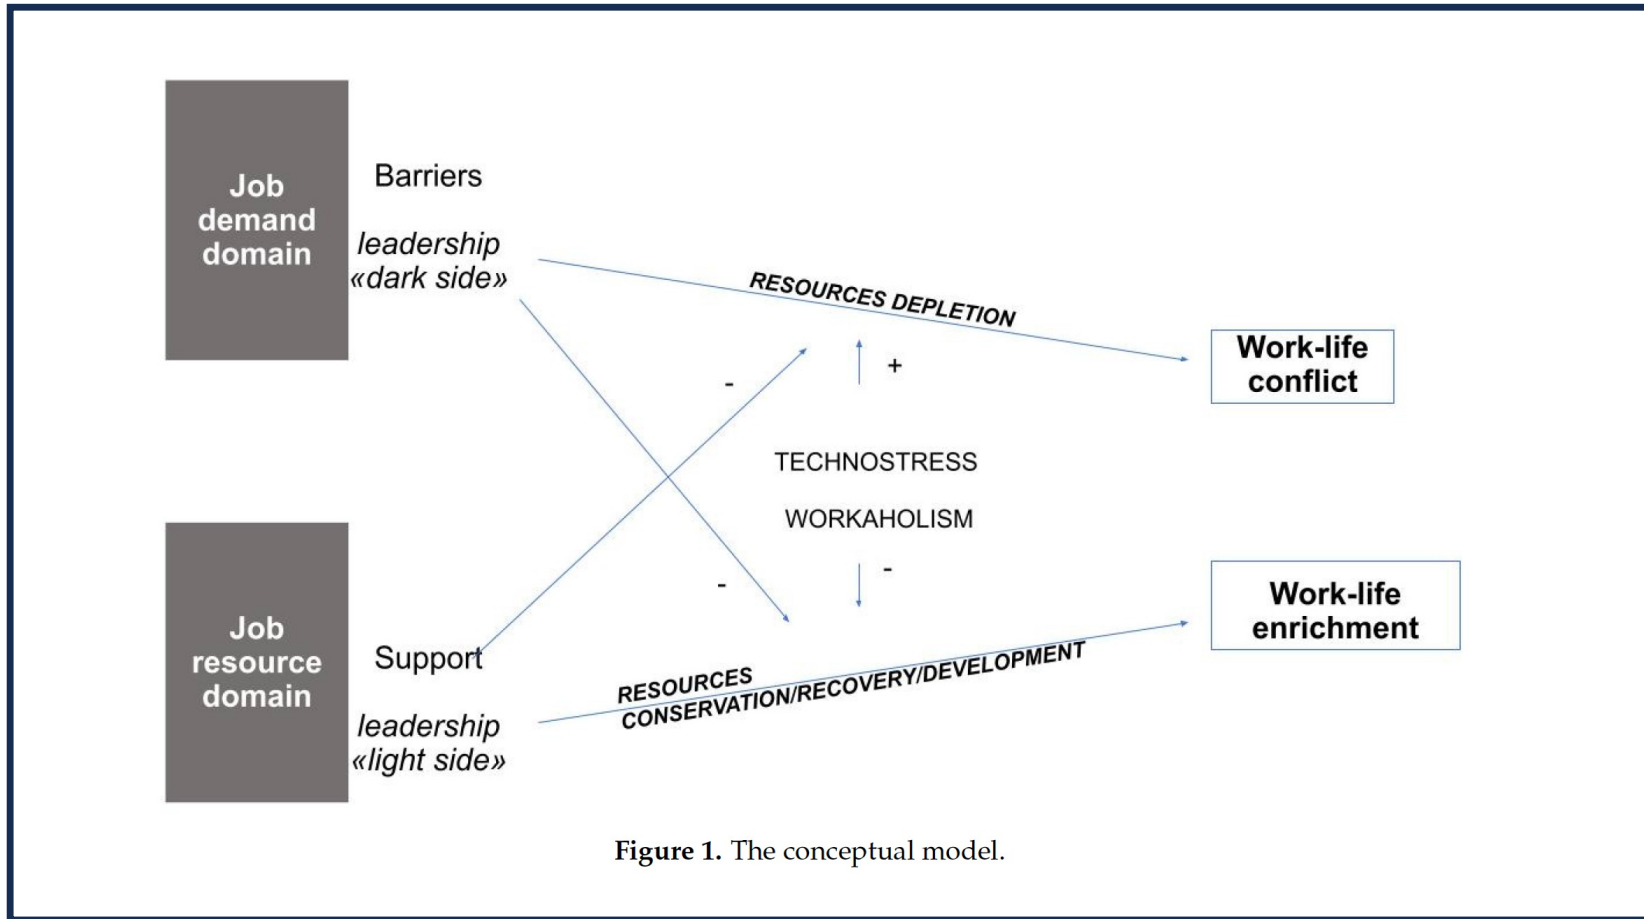 Job
demand
domain
Barriers
leadership
«dark side»
RESOURCES DEPLETION
Work-life
conflict
-
+
TECHNOSTRESS
WORKAHOLISM
-
-
Job
resource
domain
Support
leadership
«light side»
RESOURCES
CONSERVATION/RECOVERY/DEVELOPMENT
Work-life
enrichment
Figure 1. The conceptual model.